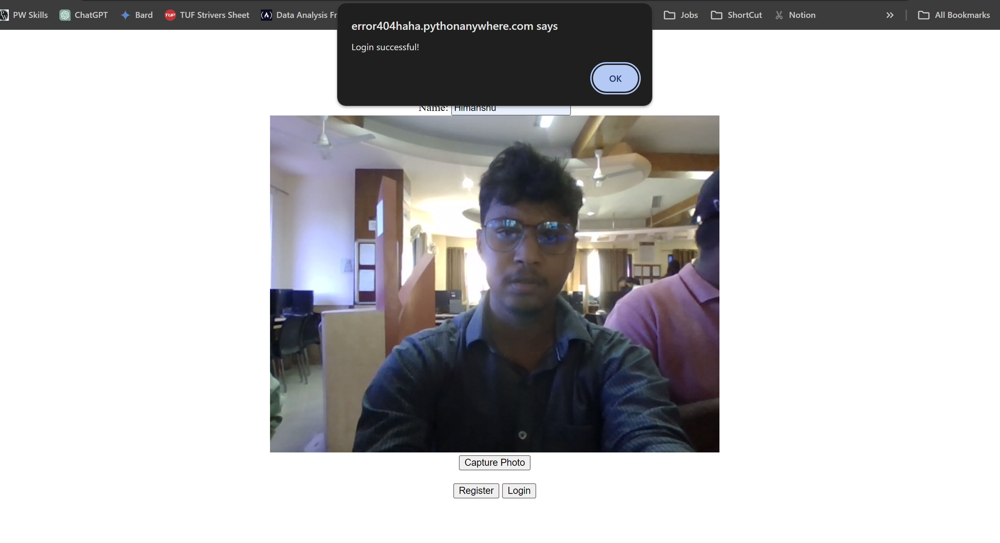 PW Skills ChatGPT Bard TUF TUF Strivers Sheet (A) Data Analysis Fr Jobs ShortCut Notion All Bookmarks
error404haha.pythonanywhere.com says
Login successful!
OK
Name: Himanshu
Capture Photo
Register Login